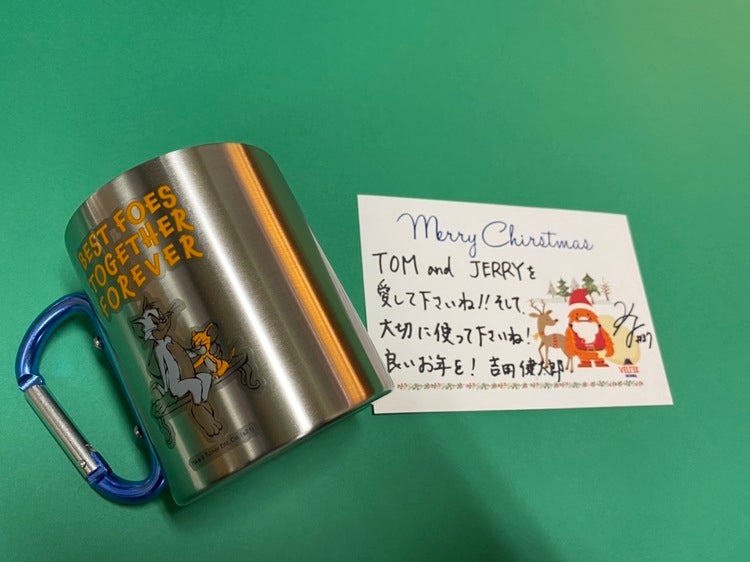 BEST FOES
TOGETHER
FOREVER
Merry Chirstmas
TOM and JERRYを
愛して下さいね!!そして、
大切に使って下さいね!
良いお年を! 吉田健太郎
#37
VELTEX